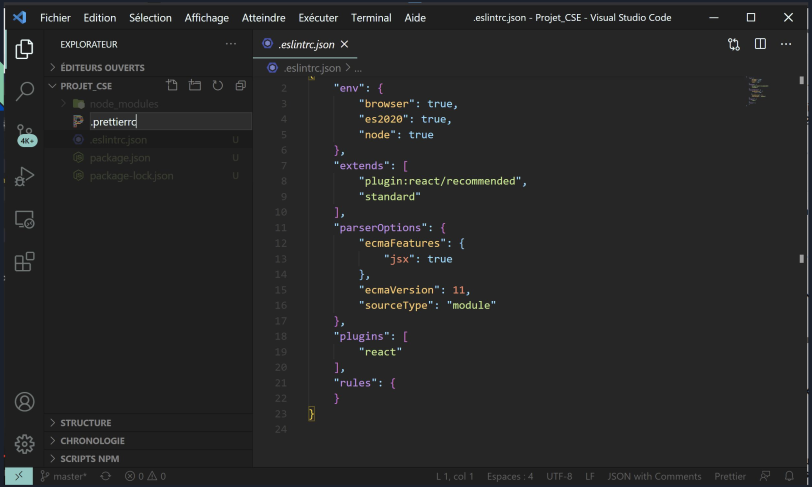 Fichier Edition Sélection Affichage Atteindre Exécuter Terminal Aide .eslintrc.json - Projet_CSE - Visual Studio Code
EXPLORATEUR
ÉDITEURS OUVERTS
PROJET_CSE
node_modules
.prettierrc
.eslintrc.json U
package.json U
package-lock.json U
4K+
STRUCTURE
CHRONOLOGIE
SCRIPTS NPM
.eslintrc.json
.eslintrc.json > ...
{
2 "env": {
3 "browser": true,
4 "es2020": true,
5 "node": true
6 },
7 "extends": [
8 "plugin:react/recommended",
9 "standard"
10 ],
11 "parserOptions": {
12 "ecmaFeatures": {
13 "jsx": true
14 },
15 "ecmaVersion": 11,
16 "sourceType": "module"
17 },
18 "plugins": [
19 "react"
20 ],
21 "rules": {
22 }
23 }
24
master* 0 0 L 1, col 1 Espaces : 4 UTF-8 LF JSON with Comments Prettier